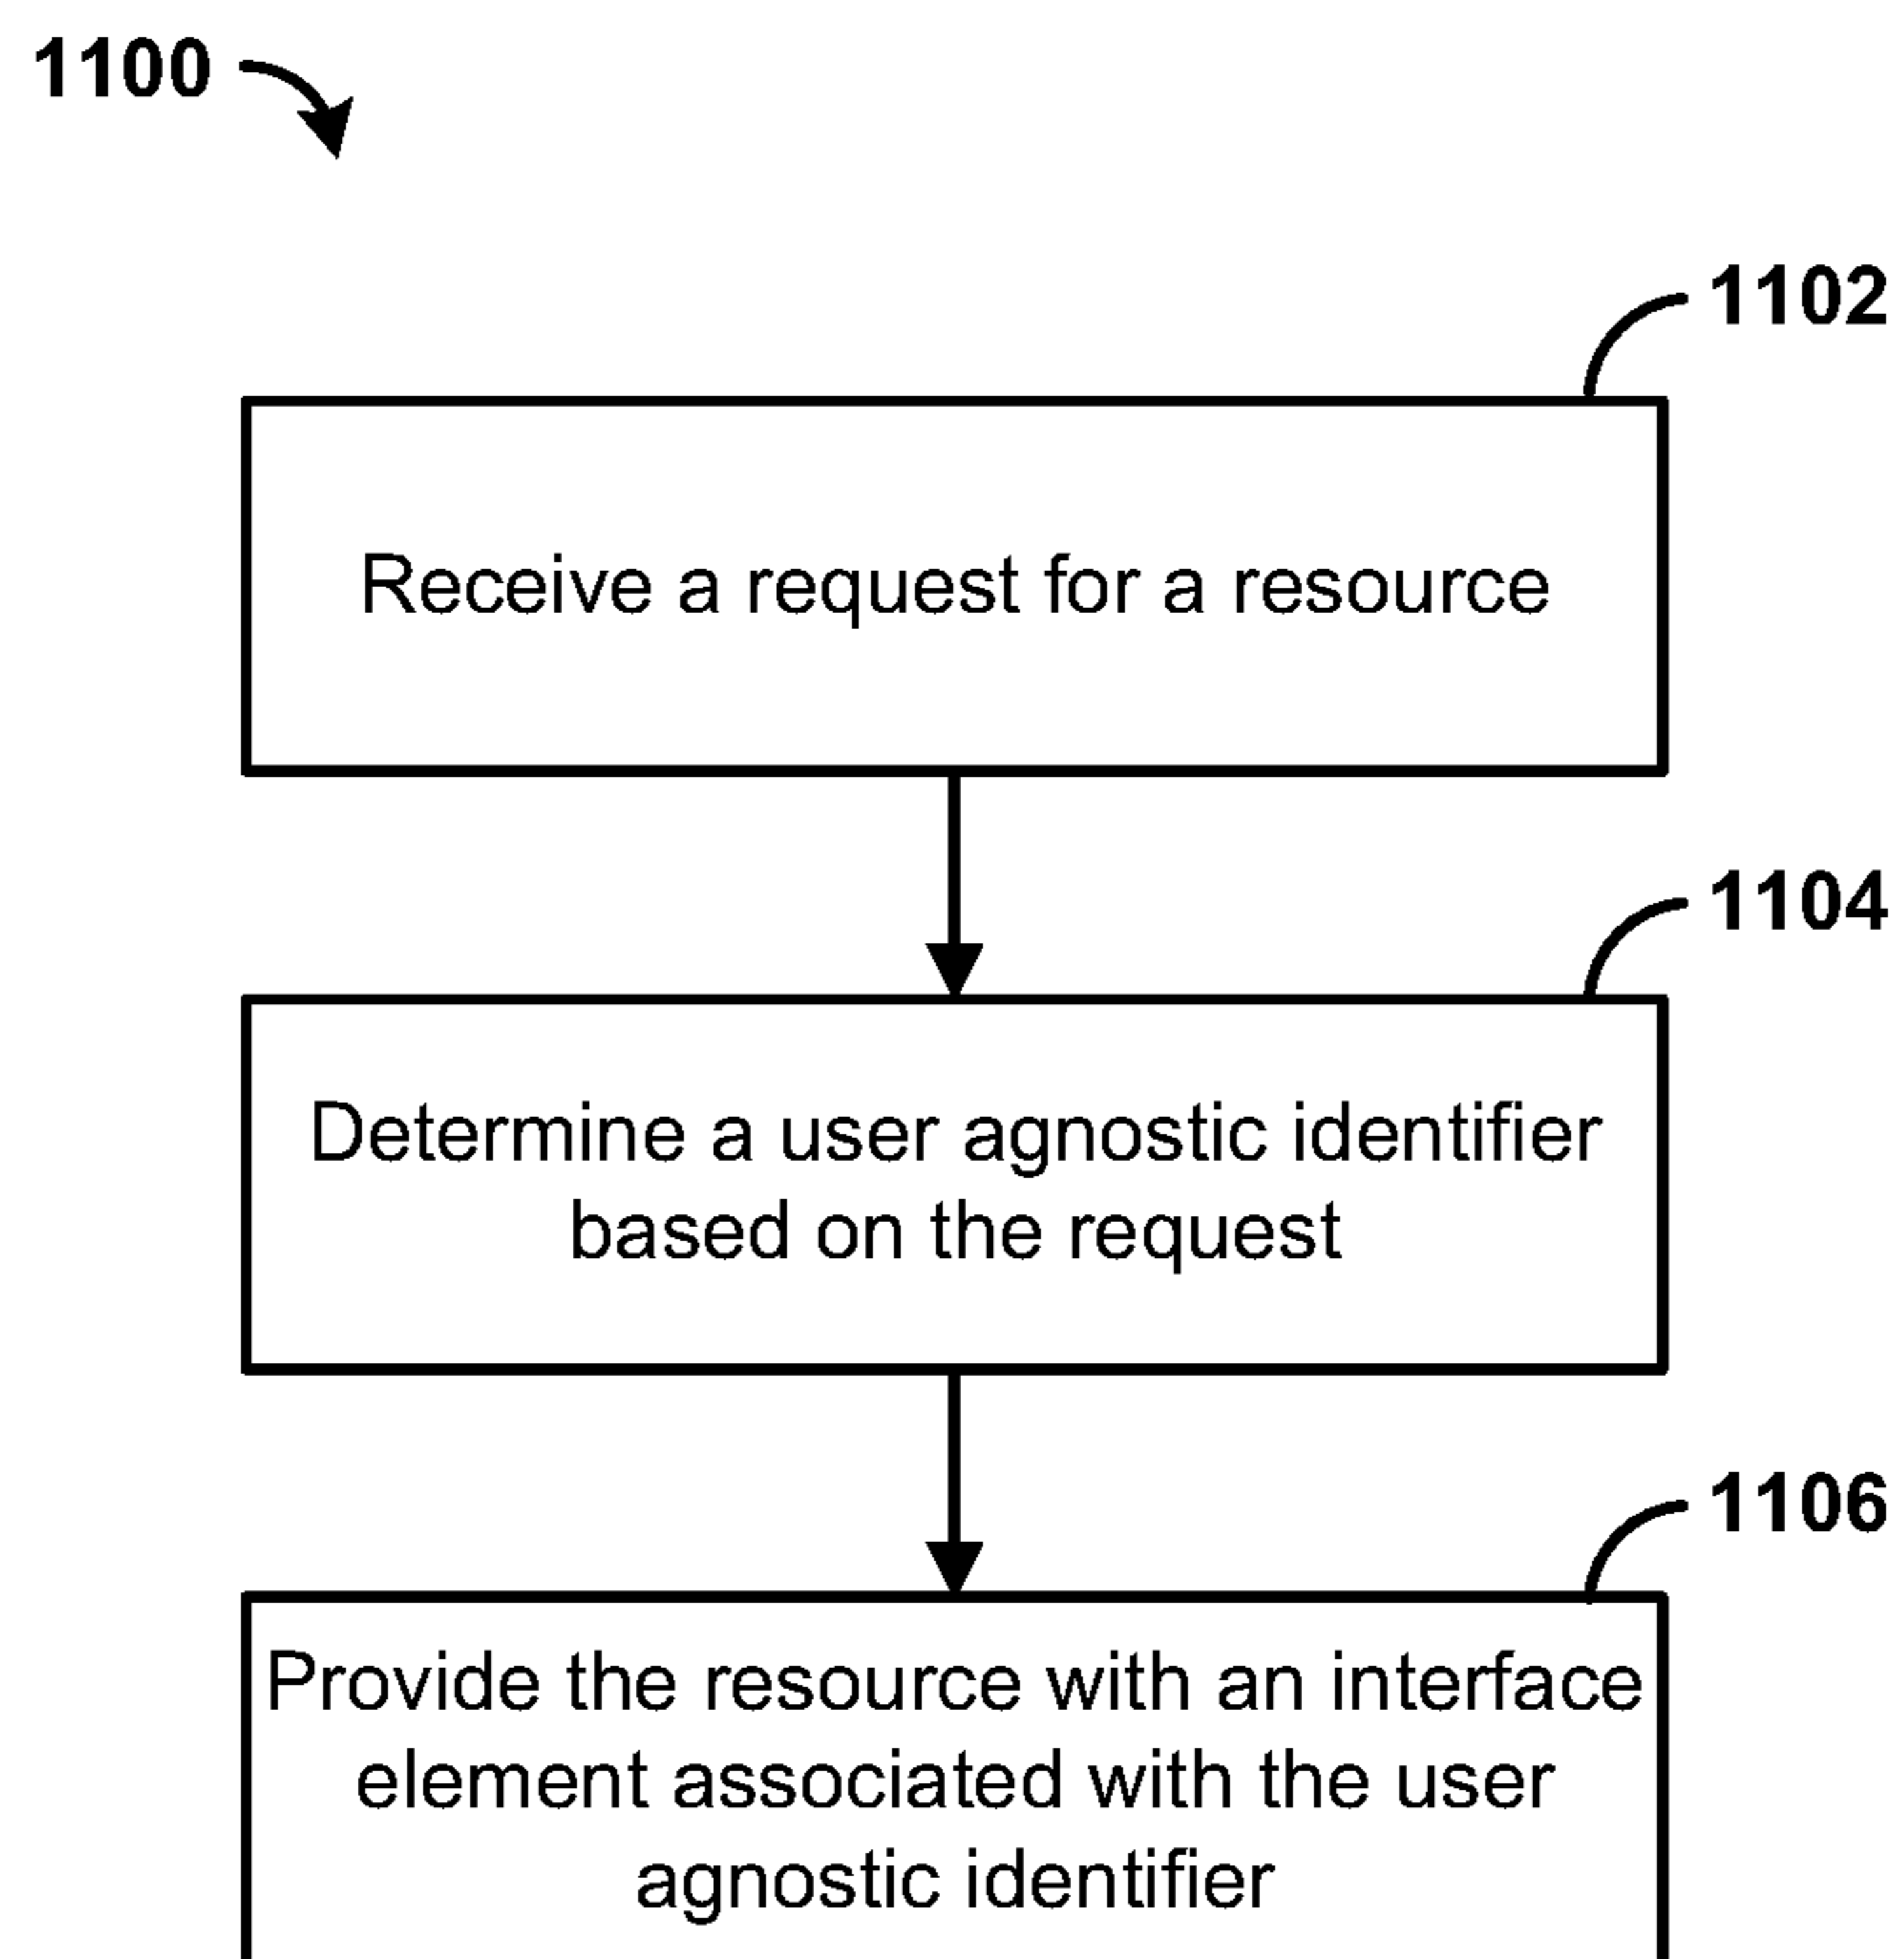 1100
1102
Receive a request for a resource
1104
Determine a user agnostic identifier
based on the request
1106
Provide the resource with an interface
element associated with the user
agnostic identifier